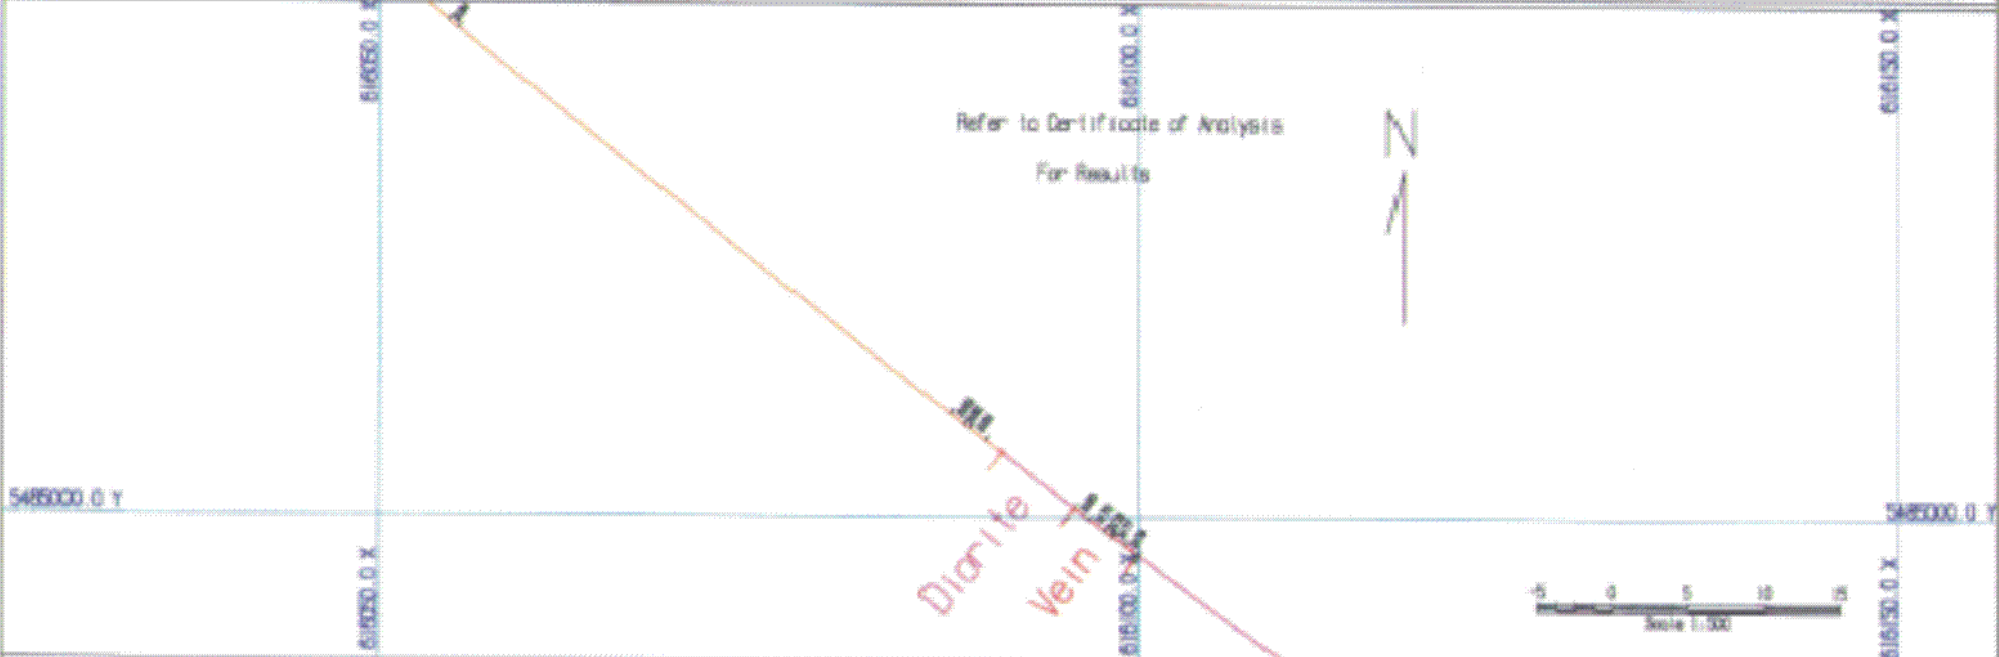 616050.0 X
616100.0 X
616150.0 X
Refer to Certificate of Analysis
For Results
N
5485000.0 Y
5485000.0 Y
Diorite
Vein
616050.0 X
616100.0 X
616150.0 X
-5 0 5 10 15